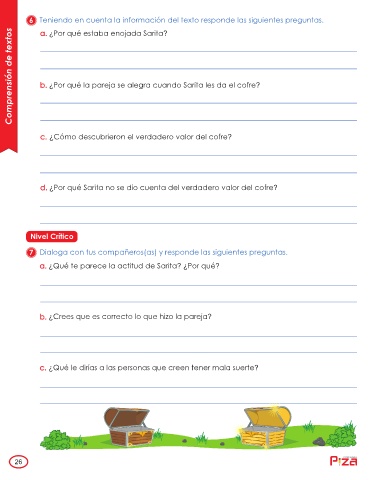 Comprensión de textos
6 Teniendo en cuenta la información del texto responde las siguientes preguntas.
a. ¿Por qué estaba enojada Sarita?
b. ¿Por qué la pareja se alegra cuando Sarita les da el cofre?
c. ¿Cómo descubrieron el verdadero valor del cofre?
d. ¿Por qué Sarita no se dio cuenta del verdadero valor del cofre?
Nivel Crítico
7 Dialoga con tus compañeros(as) y responde las siguientes preguntas.
a. ¿Qué te parece la actitud de Sarita? ¿Por qué?
b. ¿Crees que es correcto lo que hizo la pareja?
c. ¿Qué le dirías a las personas que creen tener mala suerte?
26